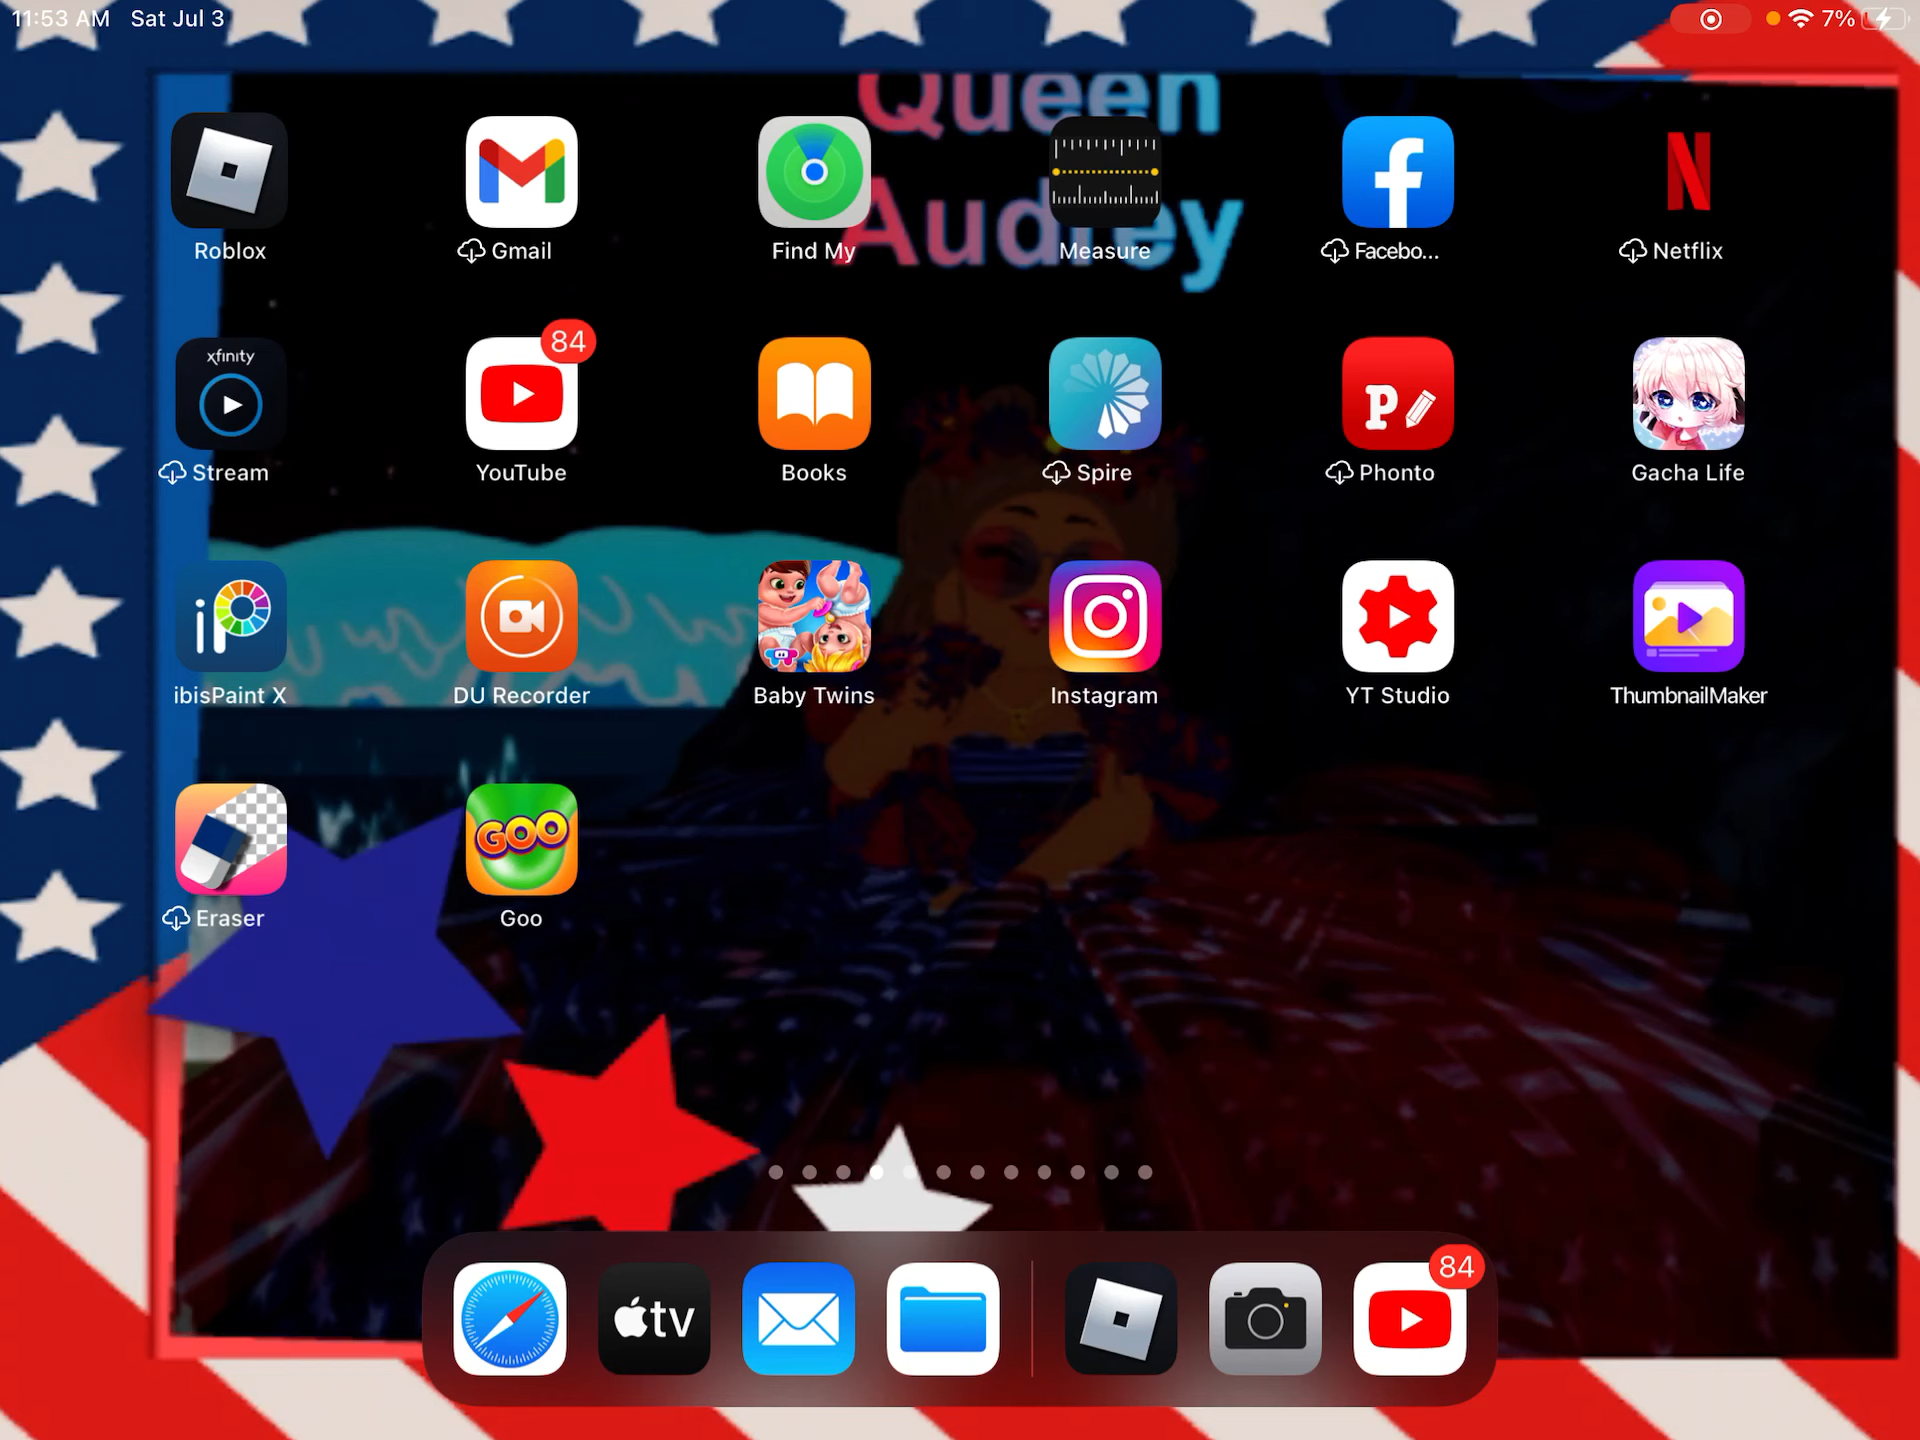 11:53 AM Sat Jul 3
7%
Queen
Audrey
Roblox
Gmail
Find My
Measure
Facebo...
N
Netflix
xfinity
84
P
Stream
YouTube
Books
Spire
Phonto
Gacha Life
iP
ibisPaint X
DU Recorder
Baby Twins
Instagram
YT Studio
ThumbnailMaker
GOO
Eraser
Goo
tv
84